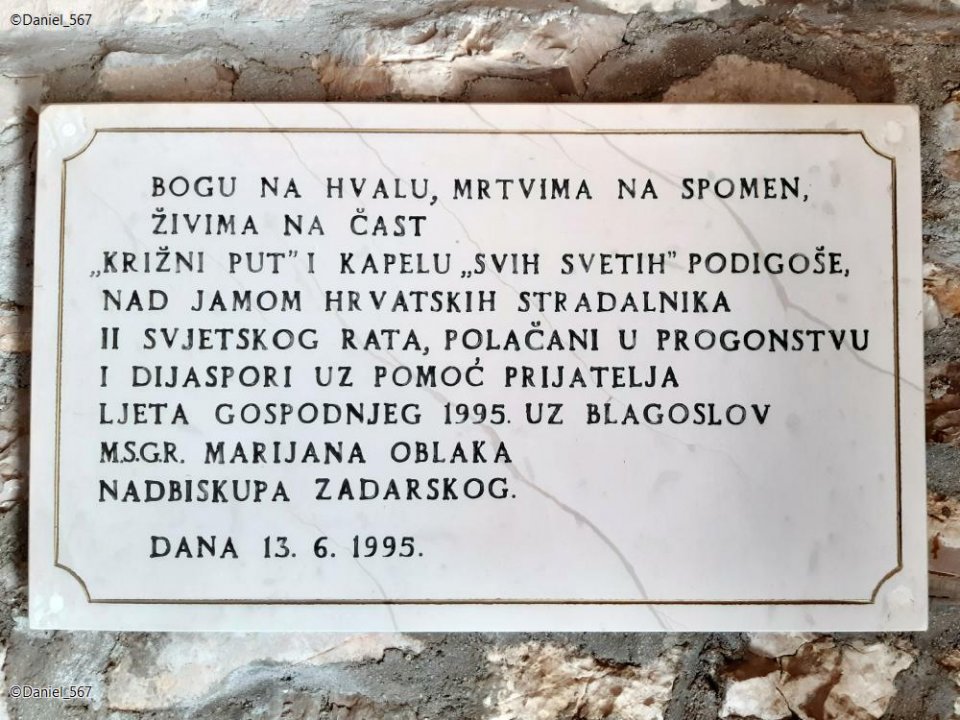 ©Daniel_567
BOGU NA HVALU, MRTVIMA NA SPOMEN,
ŽIVIMA NA ČAST
„KRIŽNI PUT" I KAPELU „SVIH SVETIH" PODIGOŠE,
NAD JAMOM HRVATSKIH STRADALNIKA
II SVJETSKOG RATA, POLAČANI U PROGONSTVU
I DIJASPORI UZ POMOĆ PRIJATELJA
LJETA GOSPODNJEG 1995. UZ BLAGOSLOV
M.S.G.R. MARIJANA OBLAKA
NADBISKUPA ZADARSKOG.
DANA 13. 6. 1995.
©Daniel_567